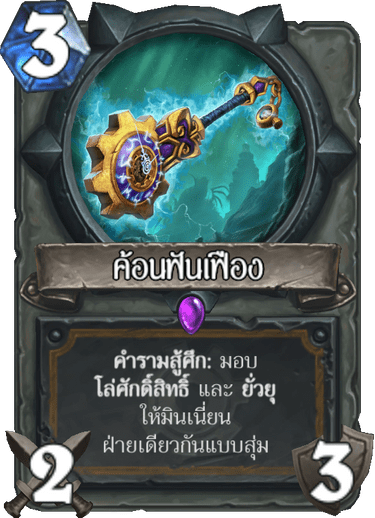 3
ค้อนฟันเฟือง
คำรามสู้ศึก: มอบ
โล่ศักดิ์สิทธิ์ และ ยั่วยุ
ให้มินเนี่ยน
ฝ่ายเดียวกันแบบสุ่ม
2
3